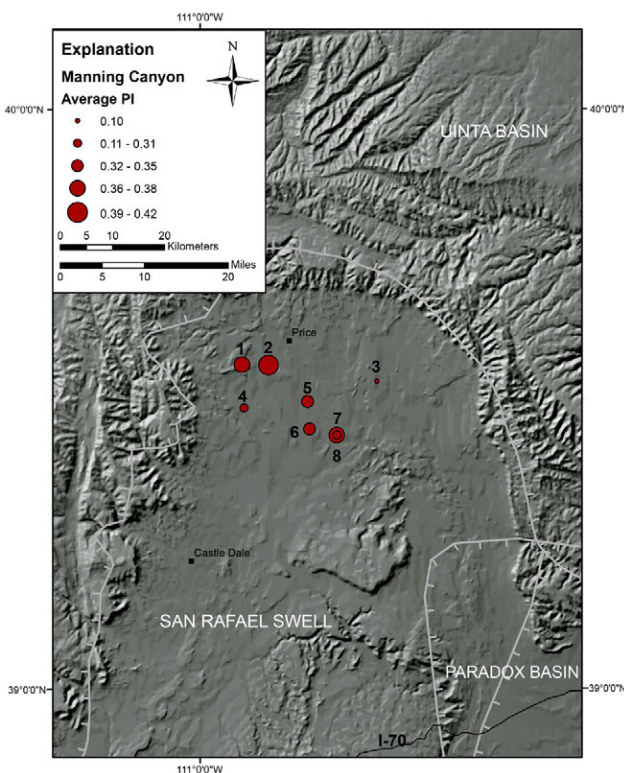 111°0'0"W
Explanation
Manning Canyon
Average PI
N
0.10
0.11 - 0.31
0.32 - 0.35
0.36 - 0.38
0.39 - 0.42
0 5 10 20
Kilometers
Miles
0 5 10 20
40°0'0"N
40°0'0"N
UINTA BASIN
Price
1
2
3
4
5
6
7
8
Castle Dale
SAN RAFAEL SWELL
PARADOX BASIN
39°0'0"N
39°0'0"N
I-70
111°0'0"W